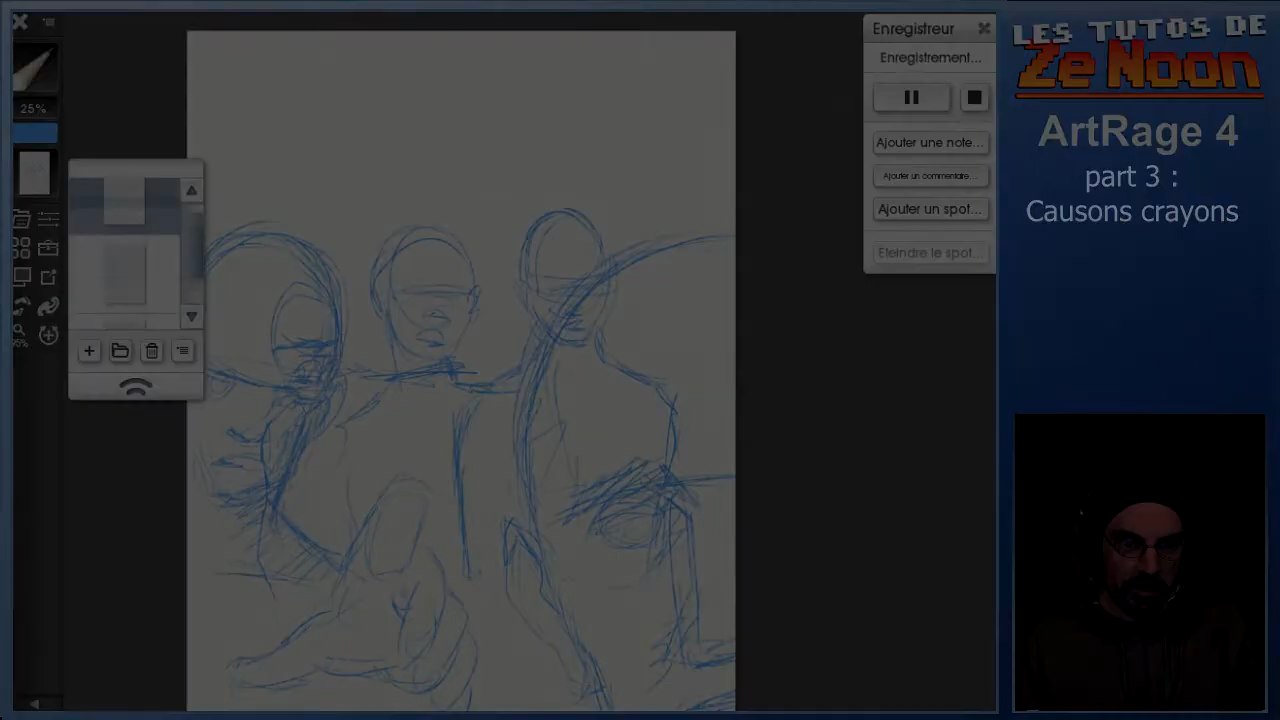 Enregistreur
Enregistrement...
Ajouter une note...
Ajouter un commentaire...
Ajouter un spot...
Eteindre le spot...
25%
LES TUTOS DE
Ze Noon
ArtRage 4
part 3 :
Causons crayons